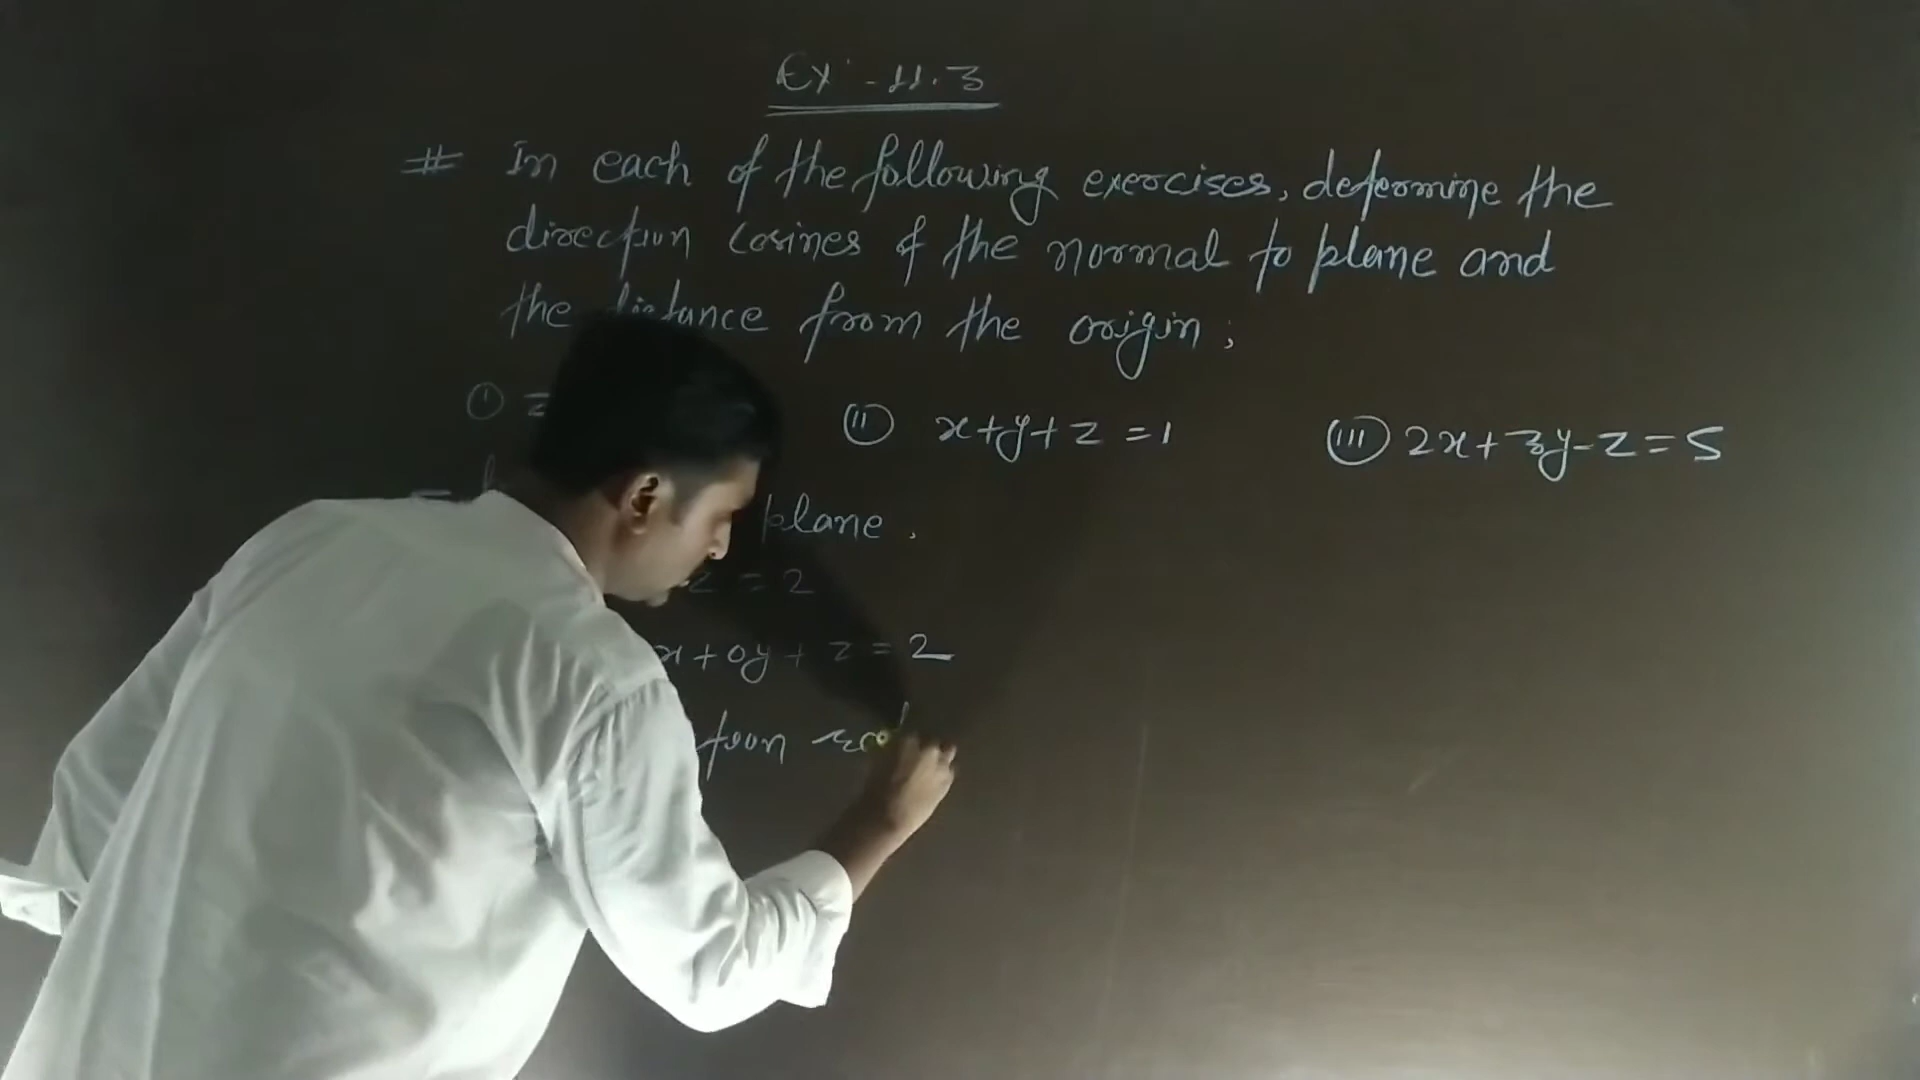 Ex - 11.3
# In each of the following exercises, determine the
direction cosines of the normal to plane and
the distance from the origin;
(i) z (ii) x+y+z=1 (iii) 2x+3y-z=5
plane.
z = 2
x+0y+z=2